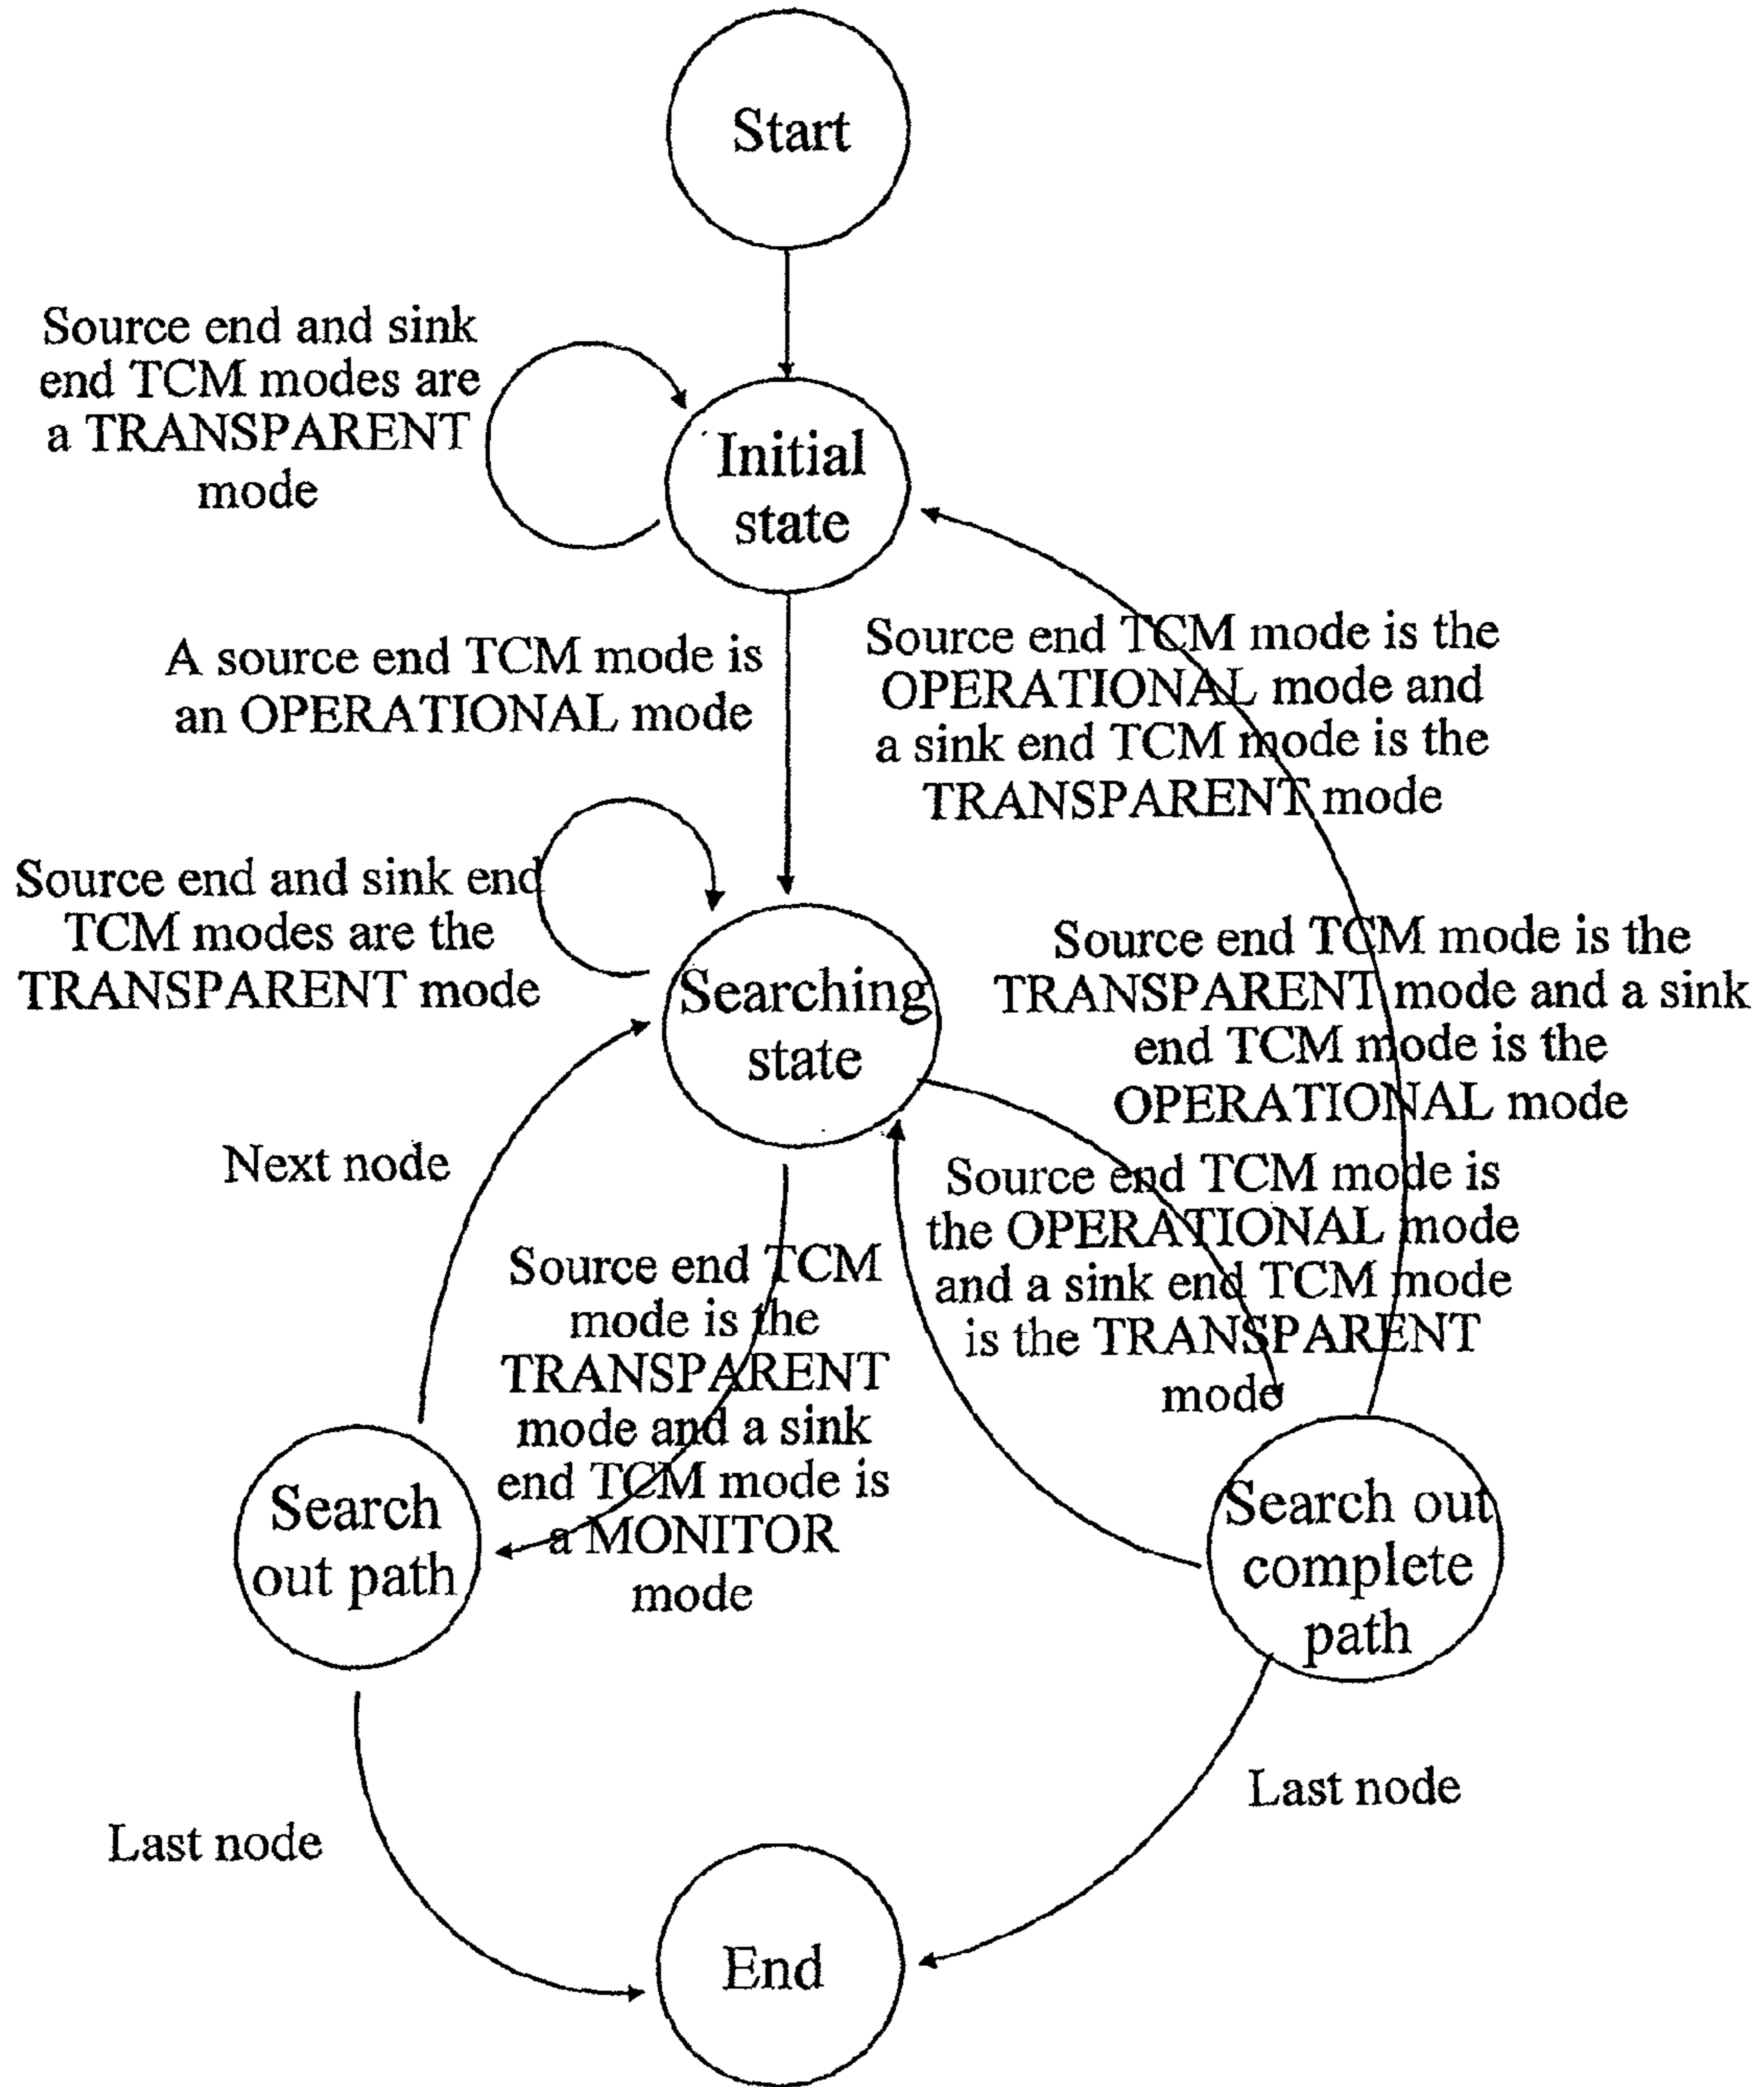 Start
Source end and sink
end TCM modes are
a TRANSPARENT
mode
Initial
state
A source end TCM mode is
an OPERATIONAL mode
Source end TCM mode is the
OPERATIONAL mode and
a sink end TCM mode is the
TRANSPARENT mode
Source end and sink end
TCM modes are the
TRANSPARENT mode
Searching
state
Source end TCM mode is the
TRANSPARENT mode and a sink
end TCM mode is the
OPERATIONAL mode
Next node
Source end TCM mode is
the OPERATIONAL mode
and a sink end TCM mode
is the TRANSPARENT
mode
Source end TCM
mode is the
TRANSPARENT
mode and a sink
end TCM mode is
a MONITOR
mode
Search
out path
Search out
complete
path
Last node
Last node
End